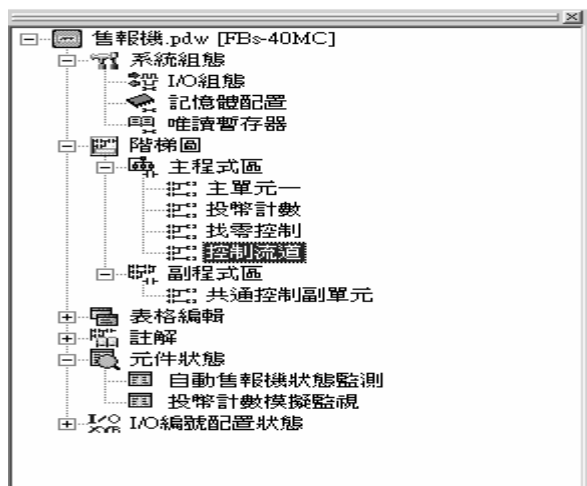 售報機.pdw [FBs-40MC]
系統組態
I/O組態
記憶體配置
唯讀暫存器
階梯圖
主程式區
主單元一
投幣計數
找零控制
控制流道
副程式區
共通控制副單元
表格編輯
註解
元件狀態
自動售報機狀態監測
投幣計數模擬監視
I/O編號配置狀態